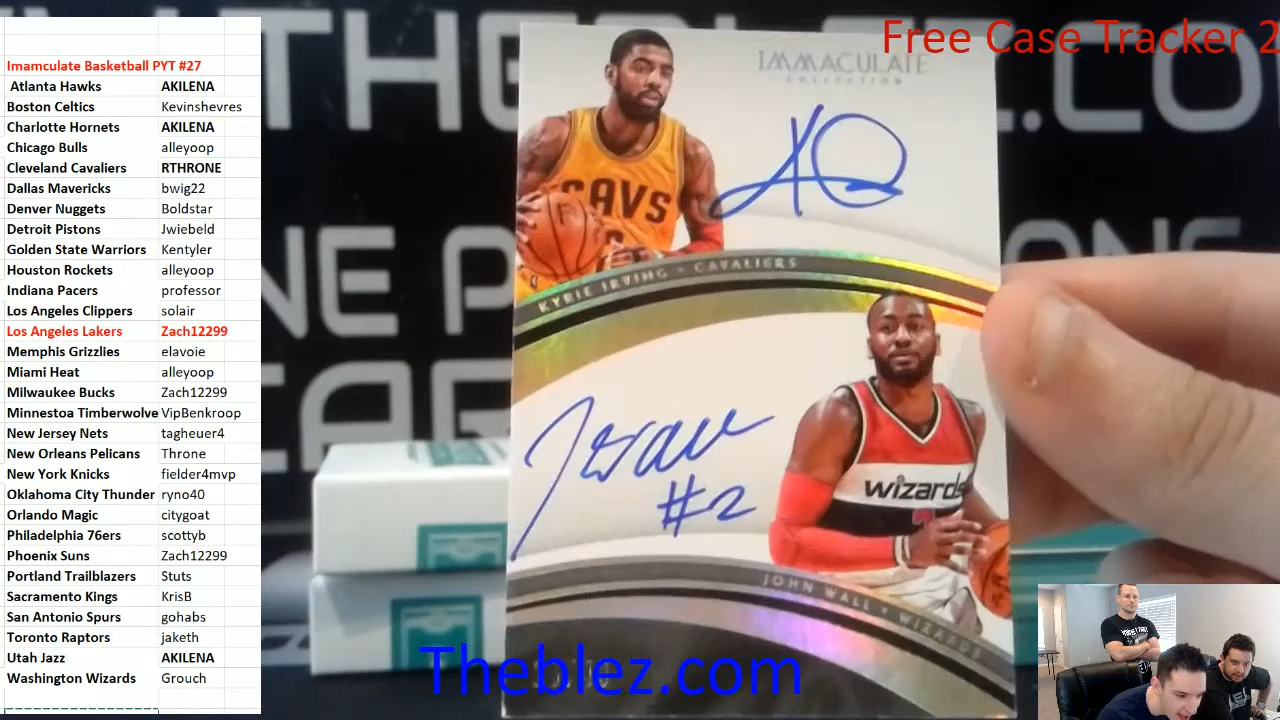 Imamculate Basketball PYT #27
Atlanta Hawks AKILENA
Boston Celtics Kevinshevres
Charlotte Hornets AKILENA
Chicago Bulls alleyoop
Cleveland Cavaliers RTHRONE
Dallas Mavericks bwig22
Denver Nuggets Boldstar
Detroit Pistons Jwiebeld
Golden State Warriors Kentyler
Houston Rockets alleyoop
Indiana Pacers professor
Los Angeles Clippers solair
Los Angeles Lakers Zach12299
Memphis Grizzlies elavoie
Miami Heat alleyoop
Milwaukee Bucks Zach12299
Minnestoa Timberwolve VipBenkroop
New Jersey Nets tagheuer4
New Orleans Pelicans Throne
New York Knicks fielder4mvp
Oklahoma City Thunder ryno40
Orlando Magic citygoat
Philadelphia 76ers scottyb
Phoenix Suns Zach12299
Portland Trailblazers Stuts
Sacramento Kings KrisB
San Antonio Spurs gohabs
Toronto Raptors jaketh
Utah Jazz AKILENA
Washington Wizards Grouch
Free Case Tracker 2
IMMACULATE
COLLECTION
CAVS
KYRIE IRVING • CAVALIERS
wizards
#2
JOHN WALL • WIZARDS
Theblez.com